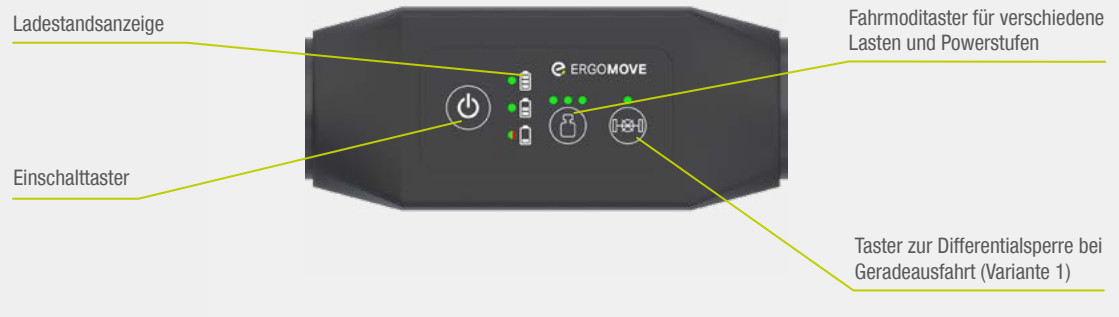 Ladestandsanzeige
Fahrmoditaster für verschiedene
Lasten und Powerstufen
ERGOMOVE
Einschalttaster
Taster zur Differentialsperre bei
Geradeausfahrt (Variante 1)